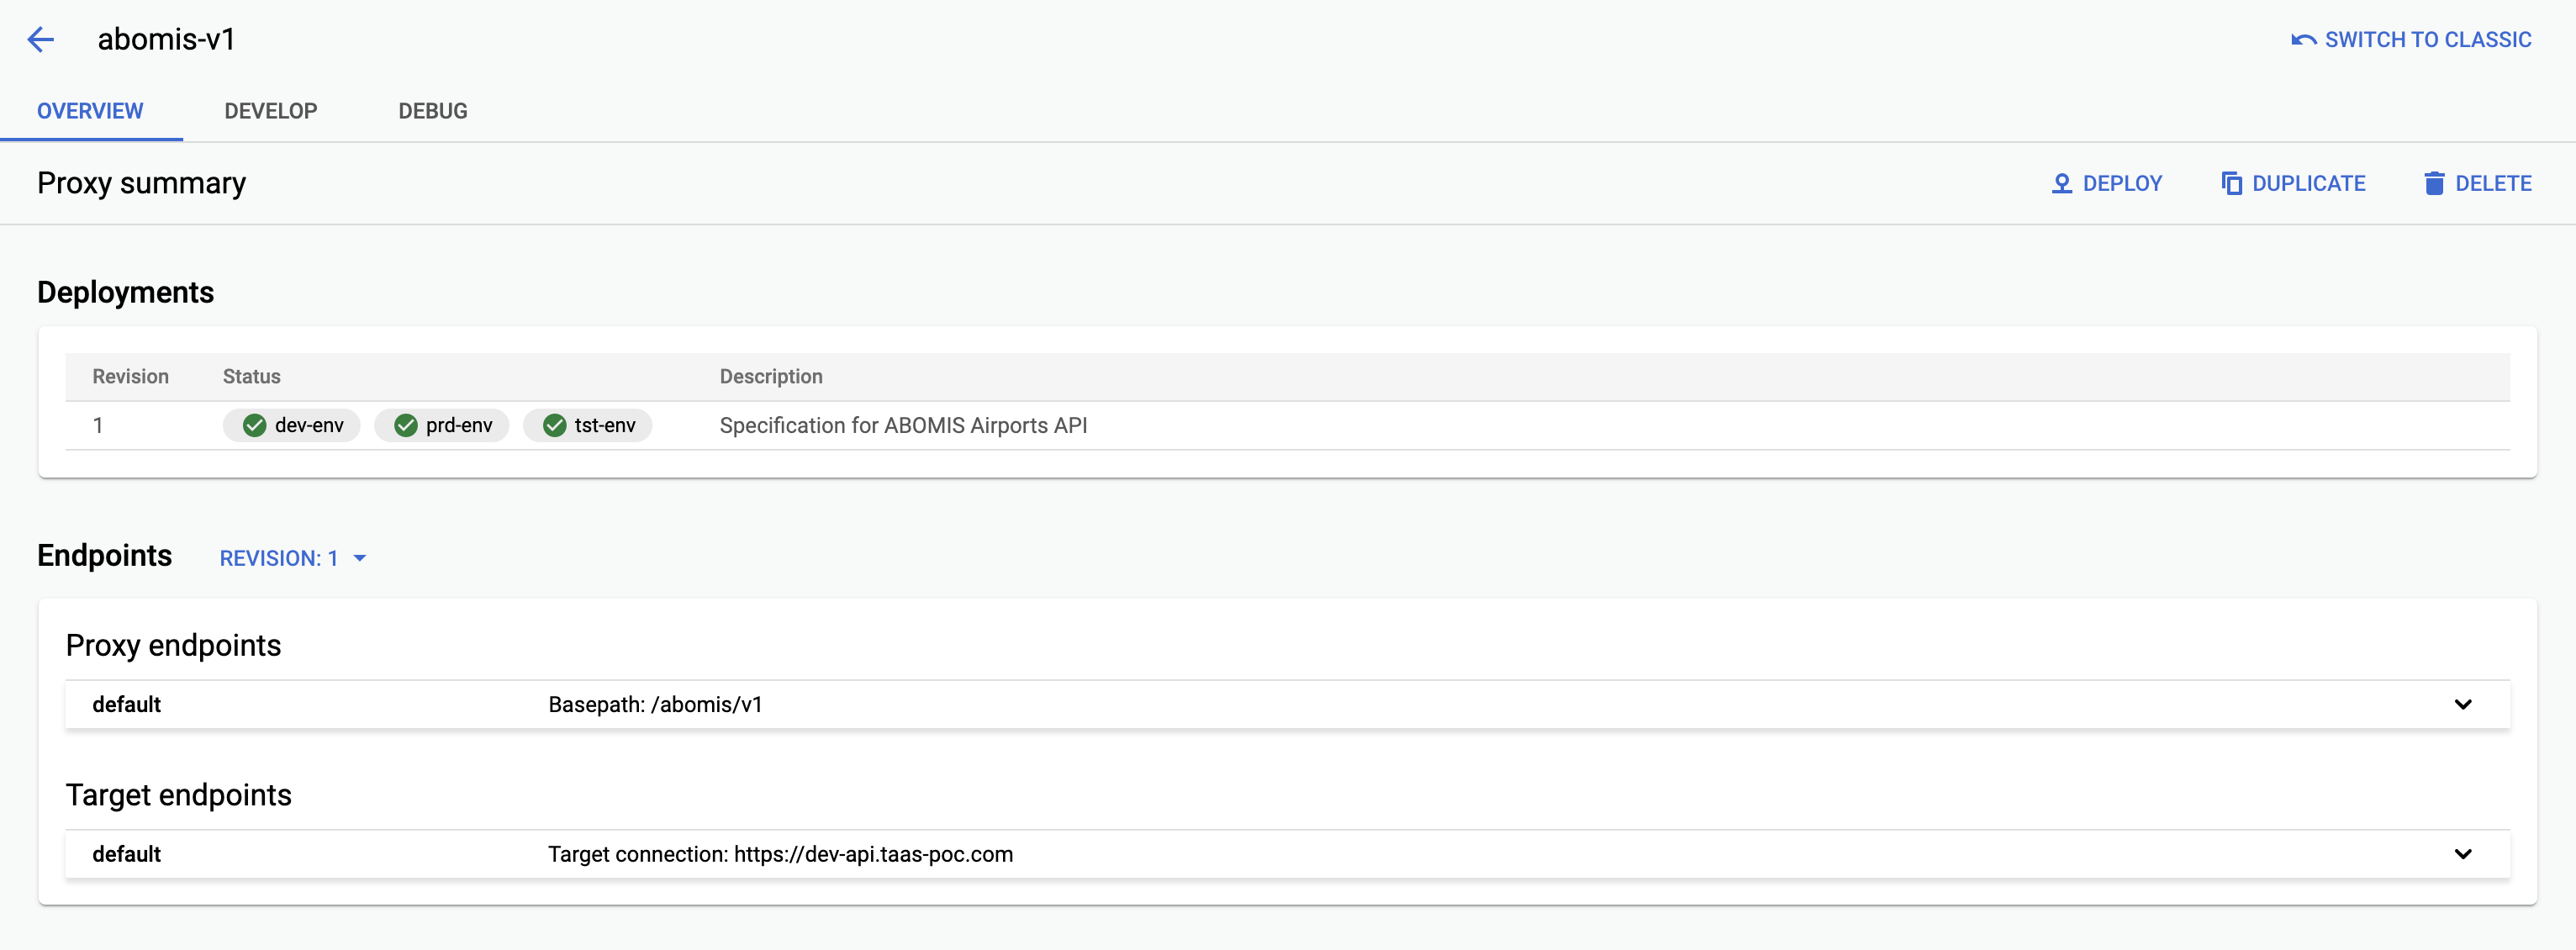 abomis-v1
SWITCH TO CLASSIC
OVERVIEW DEVELOP DEBUG
Proxy summary
DEPLOY DUPLICATE DELETE
Deployments
Revision Status Description
1 dev-env prd-env tst-env Specification for ABOMIS Airports API
Endpoints REVISION: 1
Proxy endpoints
default Basepath: /abomis/v1
Target endpoints
default Target connection: https://dev-api.taas-poc.com